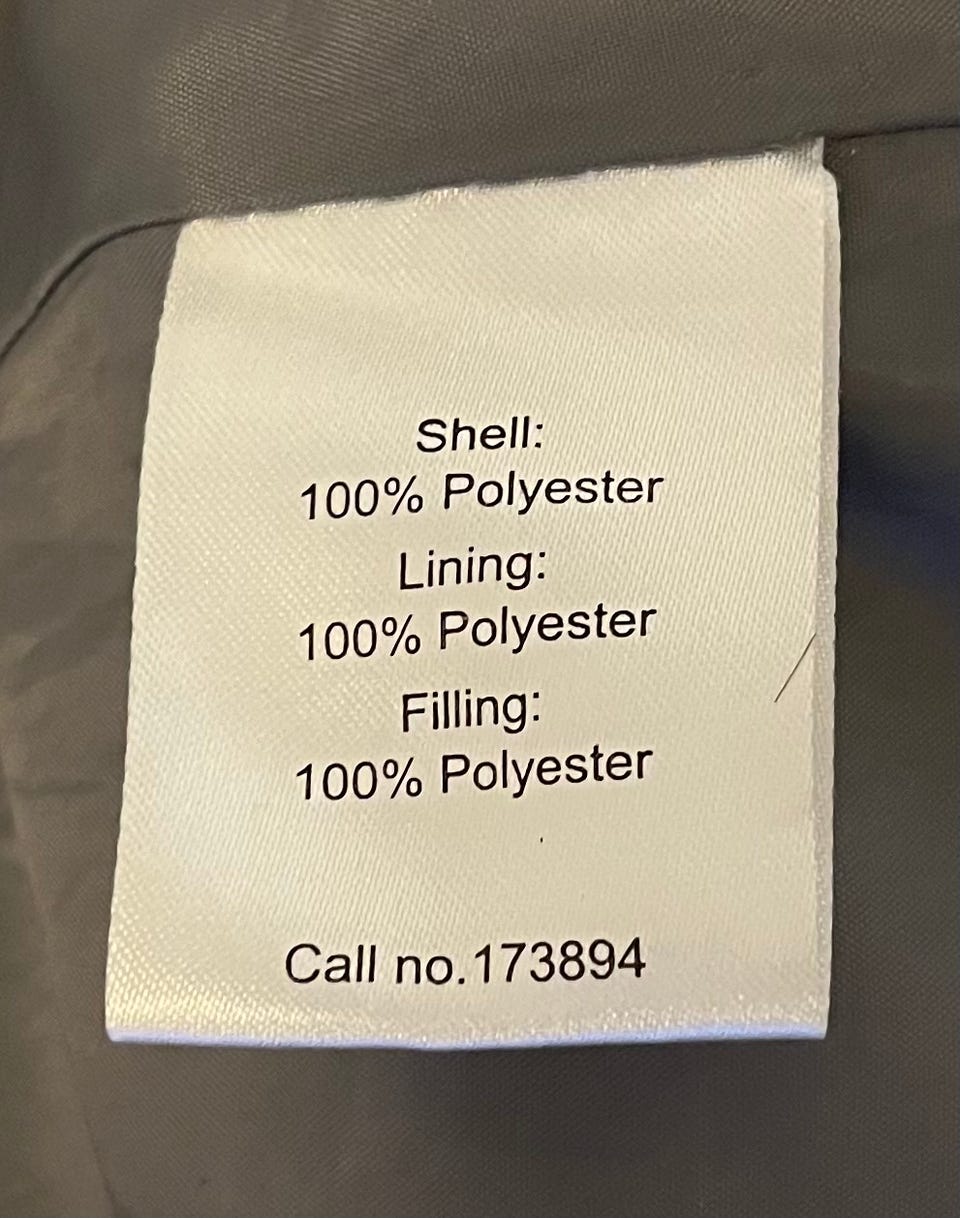 Shell:
100% Polyester
Lining:
100% Polyester
Filling:
100% Polyester
Call no.173894